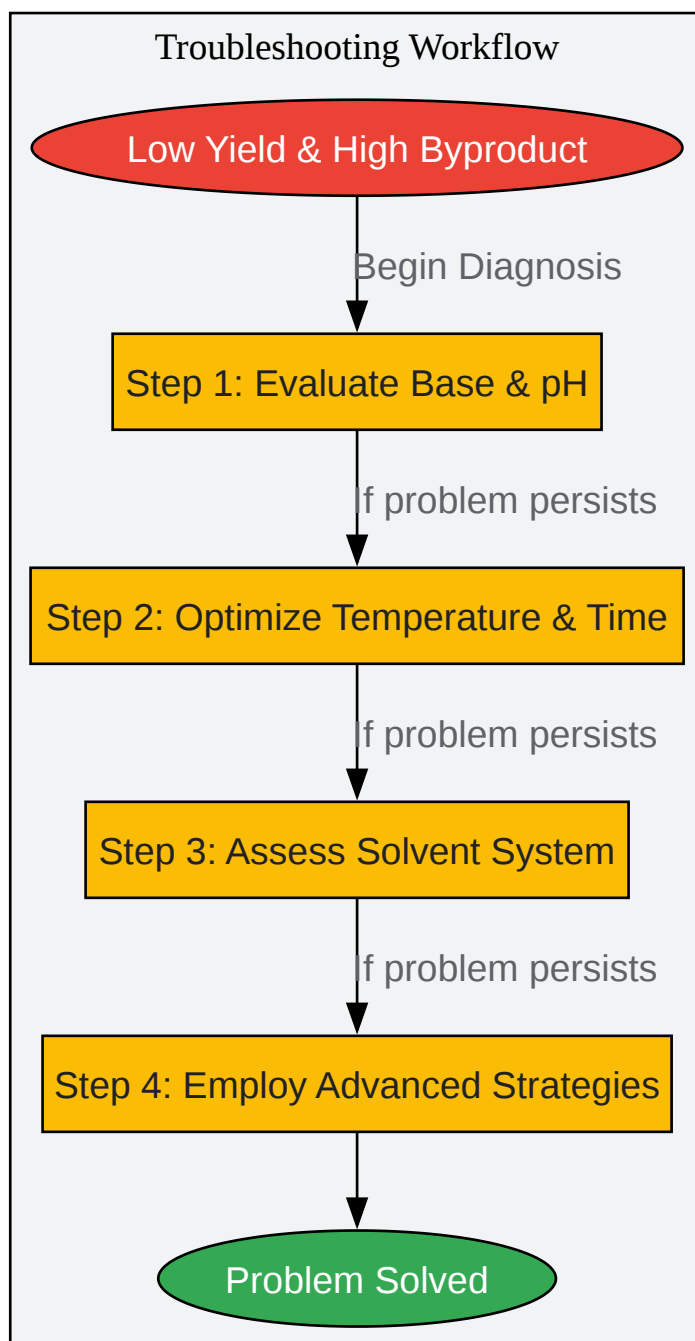 Troubleshooting Workflow
Low Yield & High Byproduct
Begin Diagnosis
Step 1: Evaluate Base & pH
If problem persists
Step 2: Optimize Temperature & Time
If problem persists
Step 3: Assess Solvent System
If problem persists
Step 4: Employ Advanced Strategies
Problem Solved